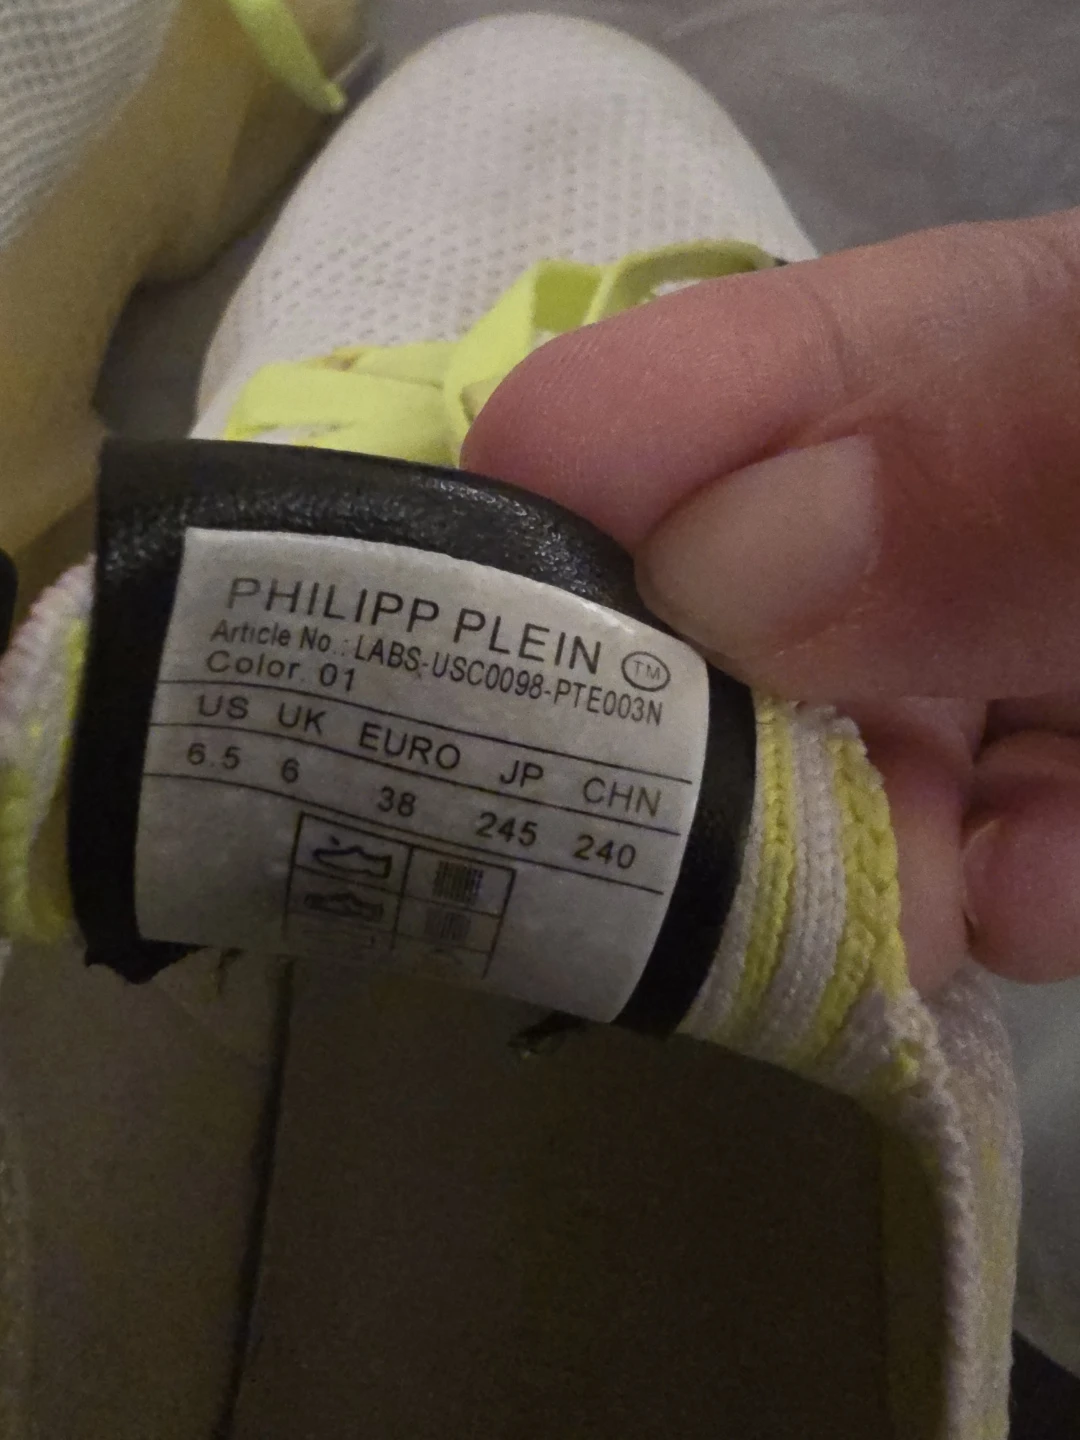 PHILIPP PLEIN TM
Article No.: LABS-USC0098-PTE003N
Color. 01
US UK EURO JP CHN
6.5 6 38 245 240